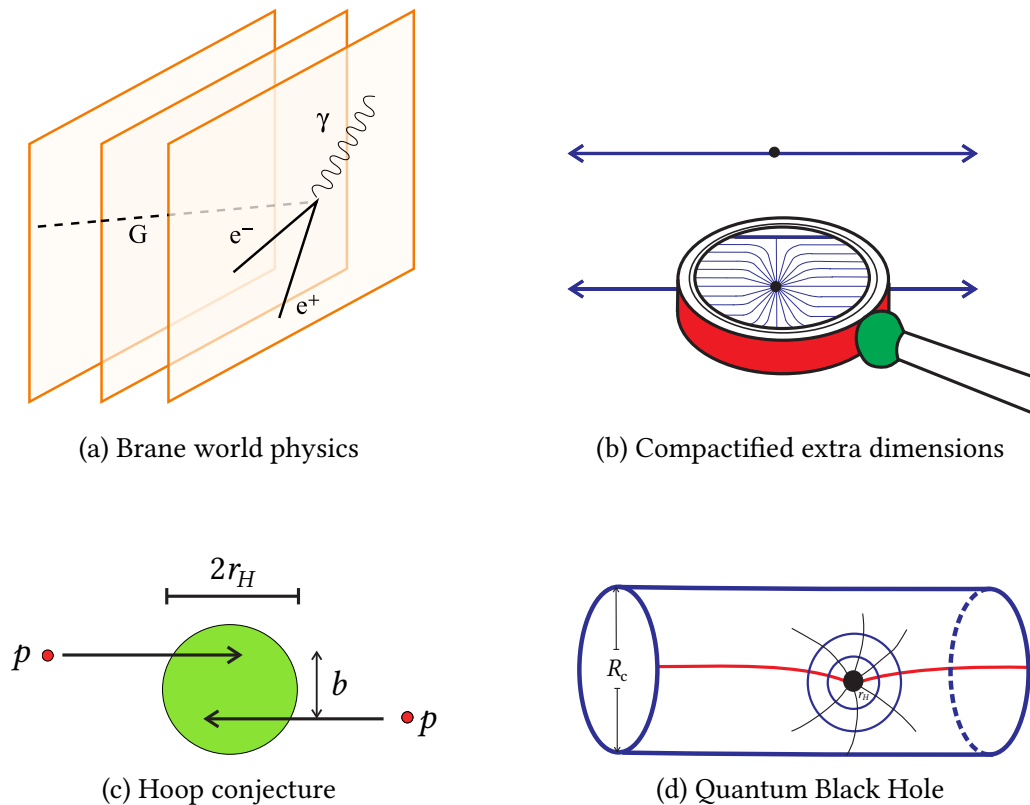 γ
G
e⁻
e⁺
(a) Brane world physics
(b) Compactified extra dimensions
2r_H
p
b
p
(c) Hoop conjecture
R_c
r_H
(d) Quantum Black Hole